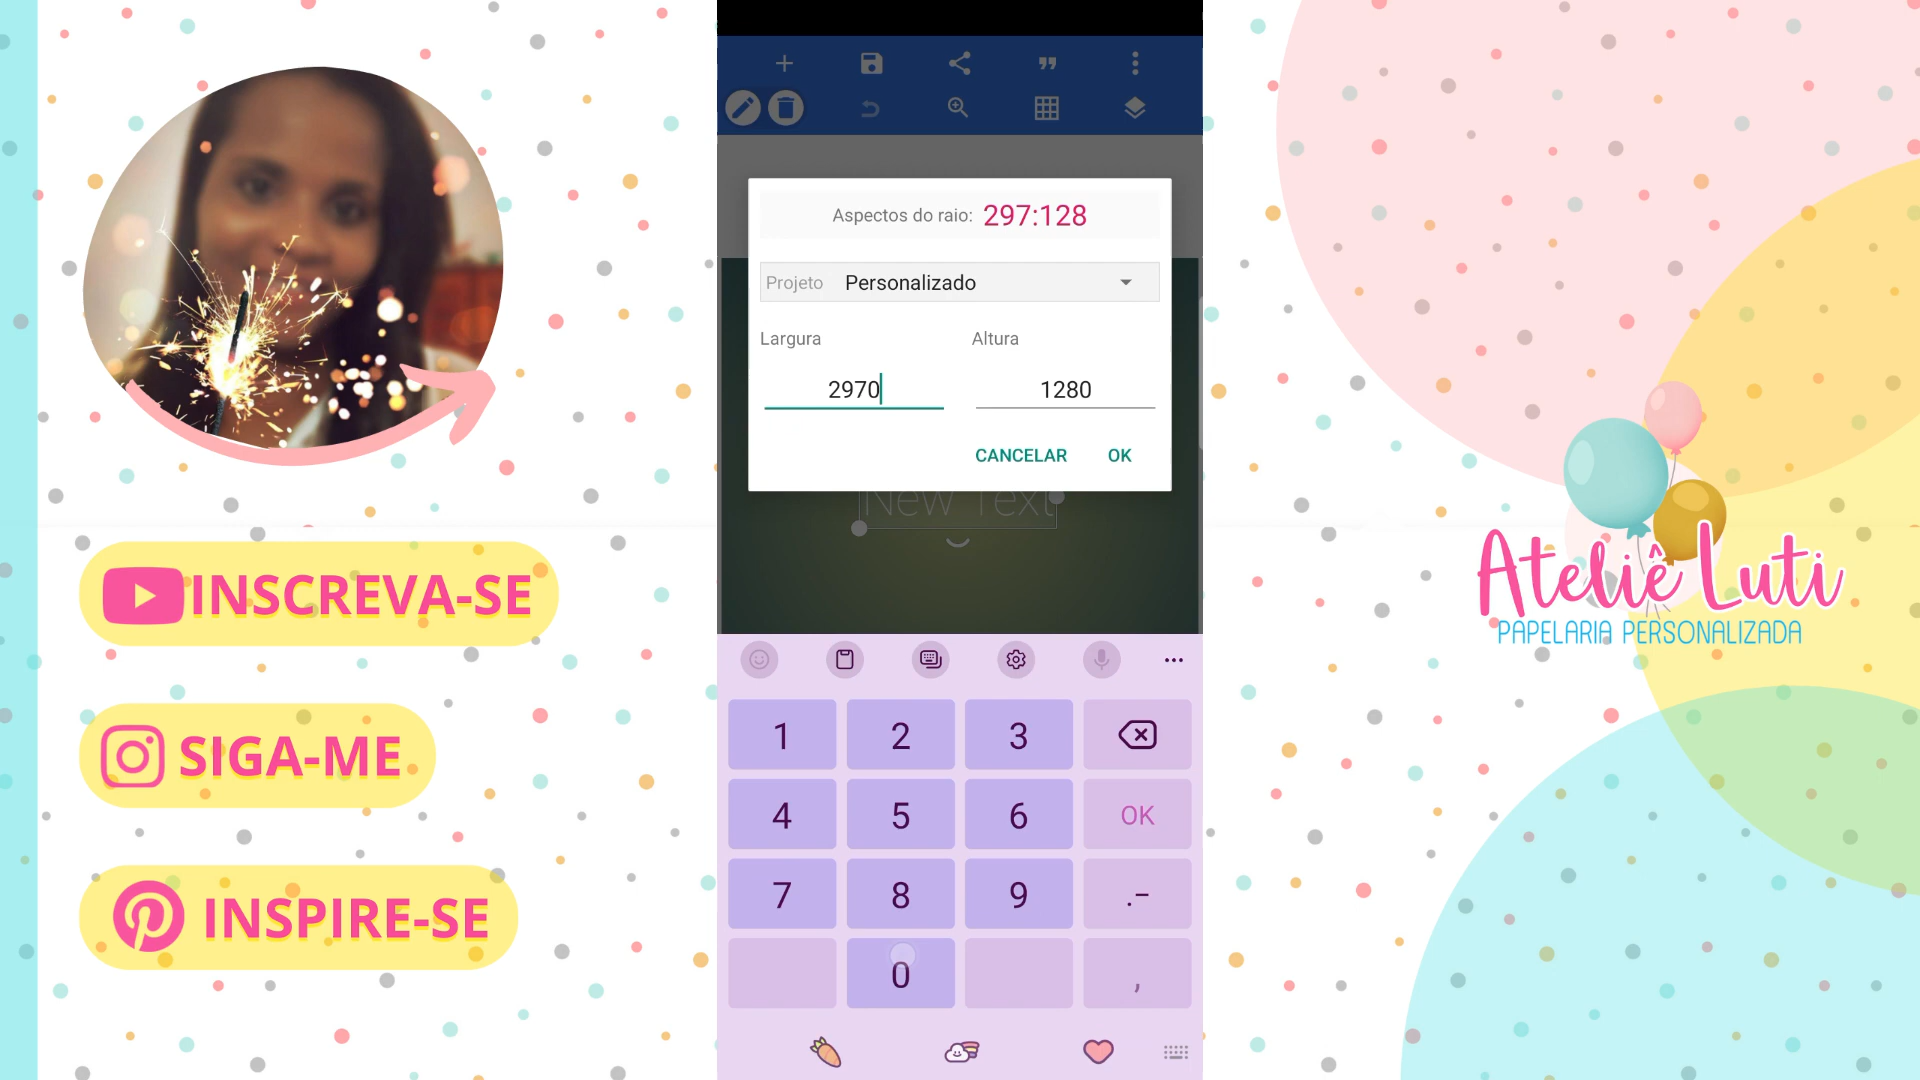 Aspectos do raio: 297:128
Projeto Personalizado
Largura Altura
2970 1280
CANCELAR OK
New Text
1 2 3
4 5 6 OK
7 8 9 .-
0 ,
INSCREVA-SE
SIGA-ME
INSPIRE-SE
Ateliê Luti
PAPELARIA PERSONALIZADA